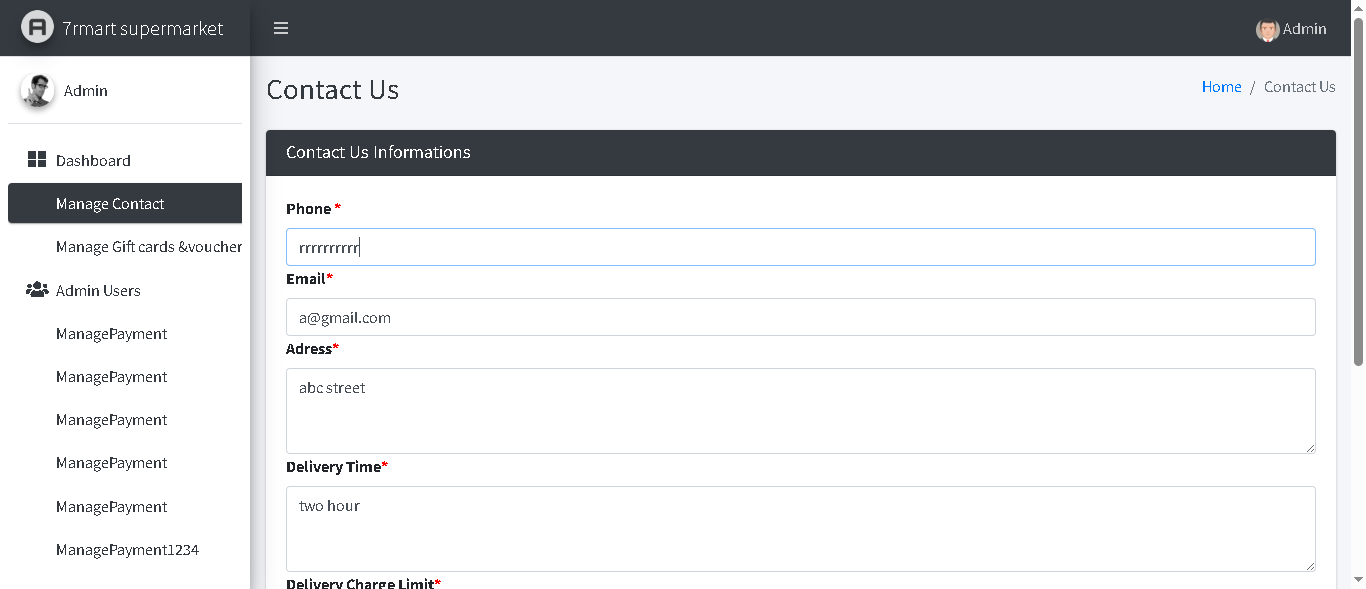 7rmart supermarket
Admin
Admin
Contact Us
Home / Contact Us
Dashboard
Manage Contact
Manage Gift cards &voucher
Admin Users
ManagePayment
ManagePayment
ManagePayment
ManagePayment
ManagePayment
ManagePayment1234
Contact Us Informations
Phone *
rrrrrrrrrr
Email*
a@gmail.com
Adress*
abc street
Delivery Time*
two hour
Delivery Charge Limit*